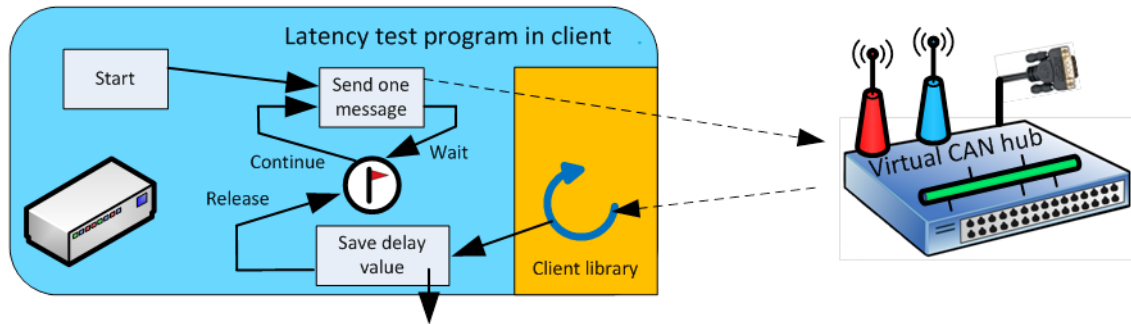 Latency test program in client
Start
Send one
message
Continue
Wait
Release
Save delay
value
Client library
Virtual CAN hub